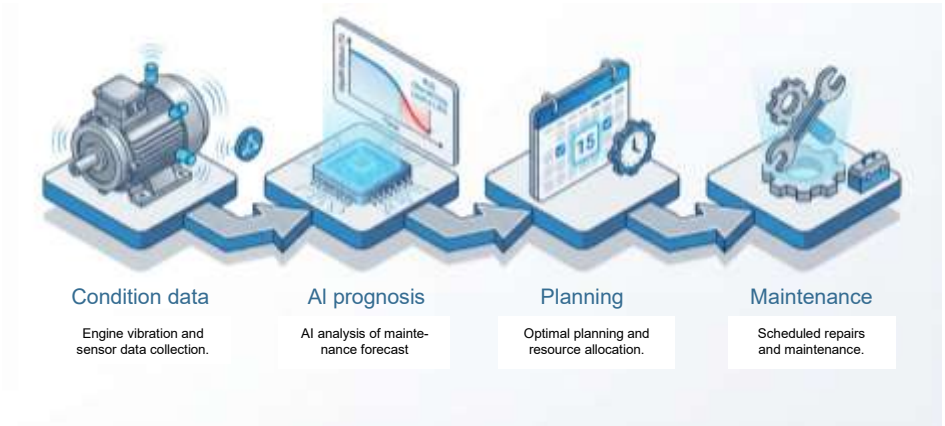 15
Condition data
AI prognosis
Planning
Maintenance
Engine vibration and
sensor data collection.
AI analysis of mainte-
nance forecast
Optimal planning and
resource allocation.
Scheduled repairs
and maintenance.